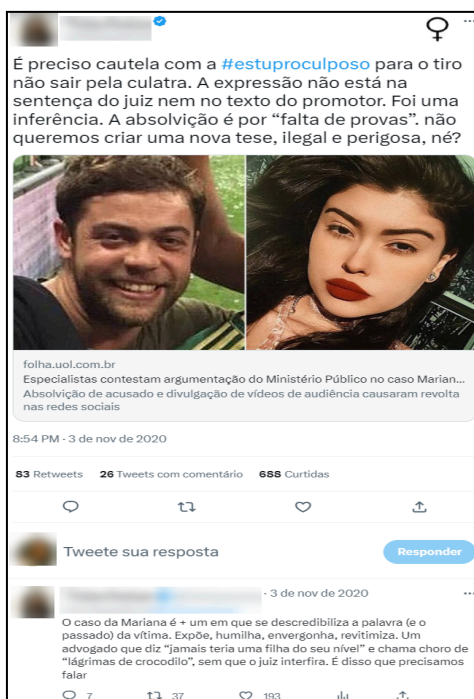 É preciso cautela com a #estuproculposo para o tiro
não sair pela culatra. A expressão não está na
sentença do juiz nem no texto do promotor. Foi uma
inferência. A absolvição é por “falta de provas”. não
queremos criar uma nova tese, ilegal e perigosa, né?
folha.uol.com.br
Especialistas contestam argumentação do Ministério Público no caso Marian...
Absolvição de acusado e divulgação de vídeos de audiência causaram revolta
nas redes sociais
8:54 PM · 3 de nov de 2020
83 Retweets 26 Tweets com comentário 688 Curtidas
Tweete sua resposta
Responder
· 3 de nov de 2020
O caso da Mariana é + um em que se descredibiliza a palavra (e o
passado) da vítima. Expõe, humilha, envergonha, revitimiza. Um
advogado que diz “jamais teria uma filha do seu nível” e chama choro de
“lágrimas de crocodilo”, sem que o juiz interfira. É disso que precisamos
falar
7 37 193